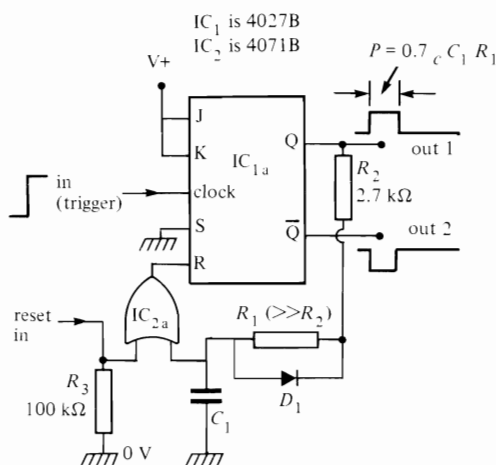 IC1 is 4027B
IC2 is 4071B
P = 0.7 c C1 R1
V+
J
K
IC1a
Q
out 1
R2
2.7 kΩ
in
(trigger)
clock
S
Q̅
out 2
R
reset
in
IC2a
R1 (>>R2)
R3
100 kΩ
C1
D1
0 V